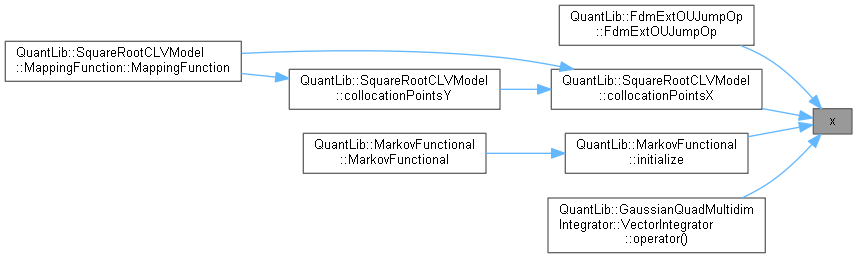 QuantLib::FdmExtOUJumpOp
::FdmExtOUJumpOp
QuantLib::SquareRootCLVModel
::MappingFunction::MappingFunction
QuantLib::SquareRootCLVModel
::collocationPointsY
QuantLib::SquareRootCLVModel
::collocationPointsX
x
QuantLib::MarkovFunctional
::MarkovFunctional
QuantLib::MarkovFunctional
::initialize
QuantLib::GaussianQuadMultidim
Integrator::VectorIntegrator
::operator()